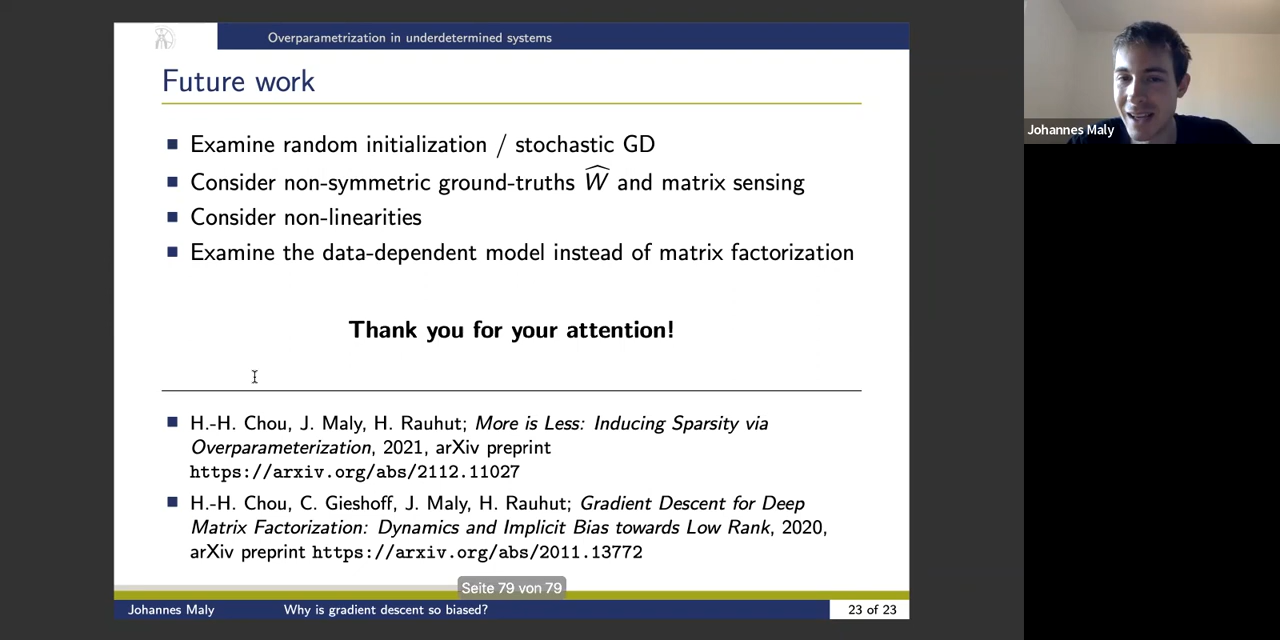 Overparametrization in underdetermined systems
Future work
Examine random initialization / stochastic GD
Consider non-symmetric ground-truths Ŵ and matrix sensing
Consider non-linearities
Examine the data-dependent model instead of matrix factorization
Thank you for your attention!
H.-H. Chou, J. Maly, H. Rauhut; More is Less: Inducing Sparsity via
Overparameterization, 2021, arXiv preprint
https://arxiv.org/abs/2112.11027
H.-H. Chou, C. Gieshoff, J. Maly, H. Rauhut; Gradient Descent for Deep
Matrix Factorization: Dynamics and Implicit Bias towards Low Rank, 2020,
arXiv preprint https://arxiv.org/abs/2011.13772
Seite 79 von 79
Johannes Maly Why is gradient descent so biased? 23 of 23
Johannes Maly